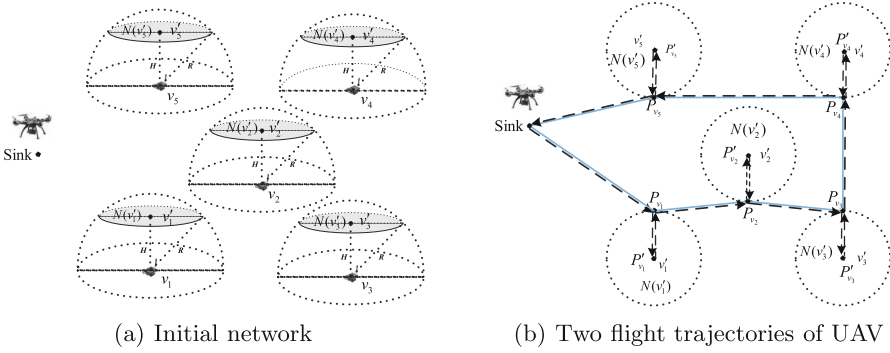 N(v′5) v′5
H R
v5
N(v′4) v′4
H R
v4
Sink
N(v′2) v′2
H R
v2
N(v′1) v′1
H R
v1
N(v′3) v′3
H R
v3
(a) Initial network
v′5 P′v5
N(v′5)
Pv5
P′v4
N(v′4) v′4
Pv4
Sink
N(v′2)
P′v2 v′2
Pv2
Pv1
P′v1 v′1
N(v′1)
Pv3
N(v′3) v′3
P′v3
(b) Two flight trajectories of UAV